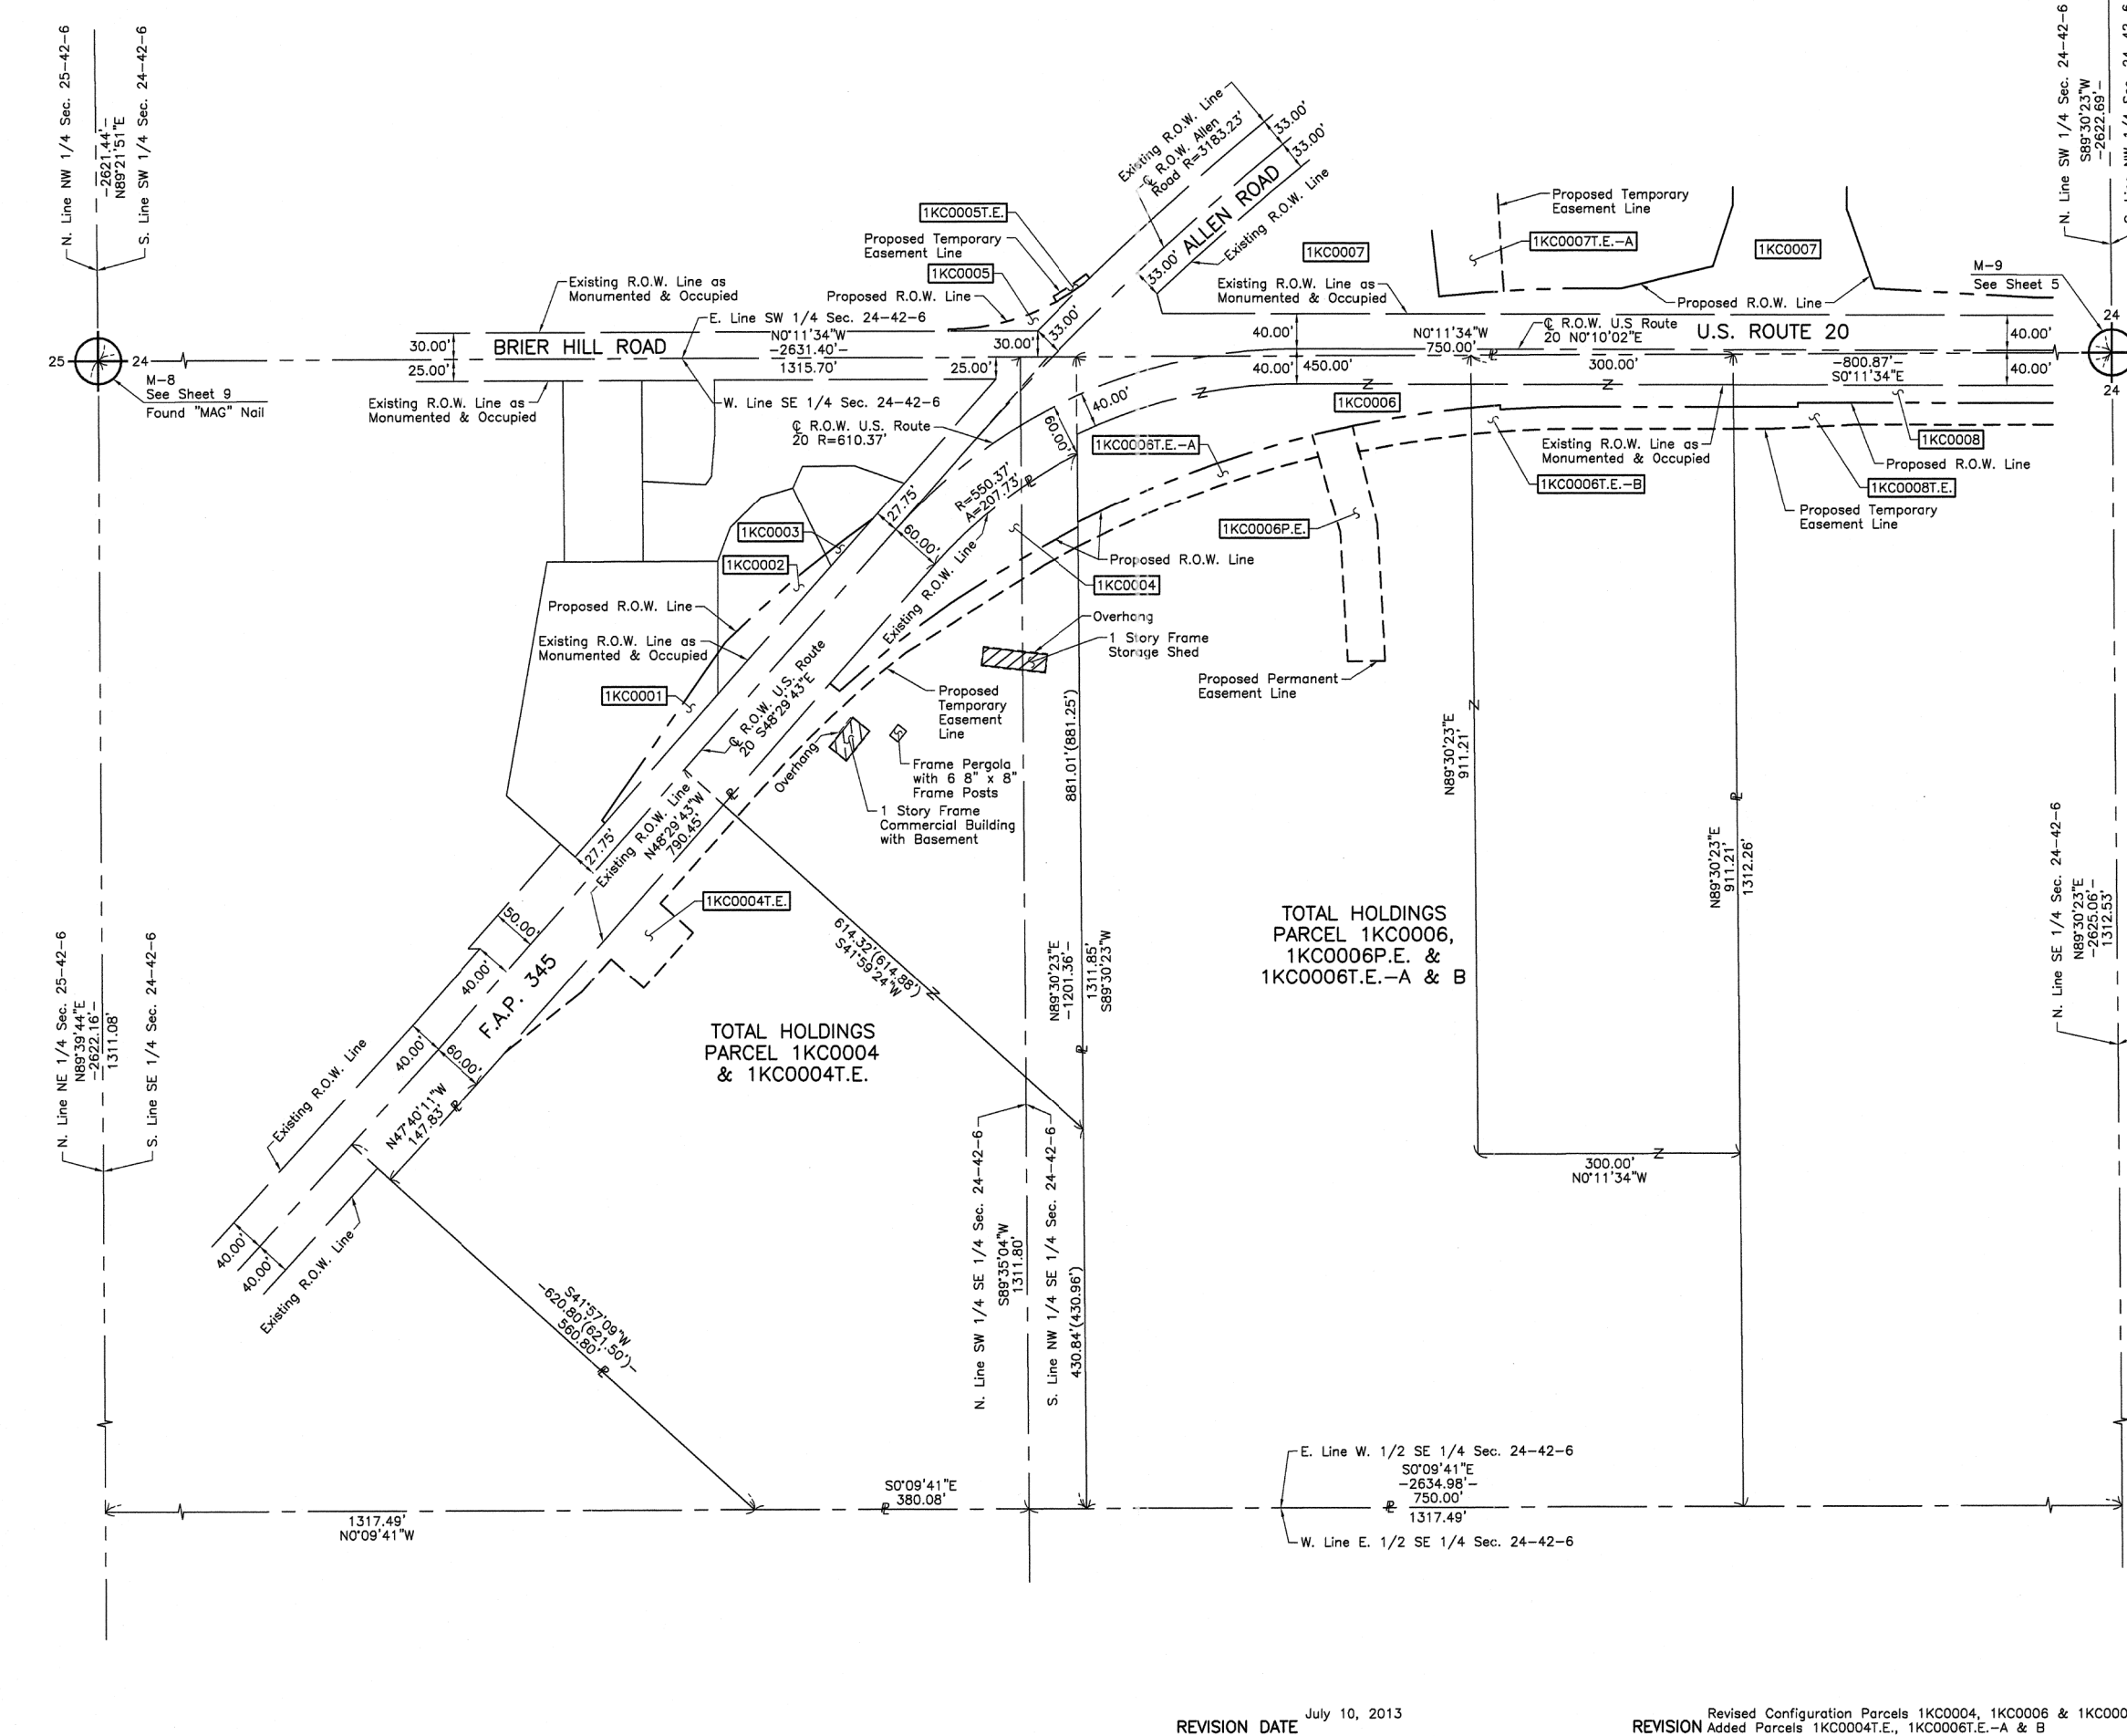 N. Line NW 1/4 Sec. 25-42-6
-2621.44'-
N89°21'51"E
S. Line SW 1/4 Sec. 24-42-6
25
24
M-8
See Sheet 9
Found "MAG" Nail
Existing R.O.W. Line as
Monumented & Occupied
30.00'
25.00'
BRIER HILL ROAD
E. Line SW 1/4 Sec. 24-42-6
N0°11'34"W
-2631.40'-
1315.70'
W. Line SE 1/4 Sec. 24-42-6
Existing R.O.W. Line as
Monumented & Occupied
30.00'
25.00'
33.00'
1KC0005T.E.
Proposed Temporary
Easement Line
1KC0005
Proposed R.O.W. Line
Existing R.O.W. Line
℄ R.O.W. Allen
Road R=3183.23'
33.00'
33.00'
ALLEN ROAD
33.00'
Existing R.O.W. Line
1KC0007
Existing R.O.W. Line as
Monumented & Occupied
Proposed Temporary
Easement Line
1KC0007T.E.-A
1KC0007
Proposed R.O.W. Line
40.00'
40.00'
450.00'
N0°11'34"W
750.00'
℄ R.O.W. U.S Route
20 N0°10'02"E
U.S. ROUTE 20
300.00'
-800.87'-
S0°11'34"E
40.00'
40.00'
M-9
See Sheet 5
24
24
N. Line SW 1/4 Sec. 24-42-6
S89°30'23"W
-2622.69'-
℄ R.O.W. U.S. Route
20 R=610.37'
40.00'
60.00'
1KC0006
1KC0006T.E.-A
1KC0006T.E.-B
Existing R.O.W. Line as
Monumented & Occupied
1KC0008
Proposed R.O.W. Line
1KC0008T.E.
Proposed Temporary
Easement Line
R=550.37'
A=207.73'
27.75'
60.00'
Existing R.O.W. Line
1KC0006P.E.
Proposed R.O.W. Line
1KC0004
1KC0003
1KC0002
Proposed R.O.W. Line
Existing R.O.W. Line as
Monumented & Occupied
1KC0001
Overhang
1 Story Frame
Storage Shed
Proposed Permanent
Easement Line
℄ R.O.W. U.S. Route
20 S48°29'43"E
Proposed
Temporary
Easement
Line
Overhang
Frame Pergola
with 6 8" x 8"
Frame Posts
1 Story Frame
Commercial Building
with Basement
27.75'
Existing R.O.W. Line
N48°29'43"W
790.45'
1KC0004T.E.
50.00'
40.00'
F.A.P. 345
40.00'
60.00'
Existing R.O.W. Line
N47°40'11"W
147.83'
40.00'
40.00'
Existing R.O.W. Line
614.32'(614.88')
S41°59'24"W
881.01'(881.25')
N89°30'23"E
-1201.36'-
1311.85'
S89°30'23"W
N89°30'23"E
911.21'
N89°30'23"E
911.21'
1312.26'
TOTAL HOLDINGS
PARCEL 1KC0006,
1KC0006P.E. &
1KC0006T.E.-A & B
TOTAL HOLDINGS
PARCEL 1KC0004
& 1KC0004T.E.
N. Line NE 1/4 Sec. 25-42-6
N89°39'44"E
-2622.16'-
1311.08'
S. Line SE 1/4 Sec. 24-42-6
N. Line SE 1/4 Sec. 24-42-6
N89°30'23"E
-2625.06'-
1312.53'
300.00'
N0°11'34"W
N. Line SW 1/4 SE 1/4 Sec. 24-42-6
S89°35'04"W
1311.80'
S. Line NW 1/4 SE 1/4 Sec. 24-42-6
430.84'(430.96')
S41°57'09"W
-620.80'(621.50')-
560.80'
1317.49'
N0°09'41"W
S0°09'41"E
380.08'
E. Line W. 1/2 SE 1/4 Sec. 24-42-6
S0°09'41"E
-2634.98'-
750.00'
1317.49'
W. Line E. 1/2 SE 1/4 Sec. 24-42-6
REVISION DATE July 10, 2013
REVISION Revised Configuration Parcels 1KC0004, 1KC0006 &
Added Parcels 1KC0004T.E., 1KC0006T.E.-A & B